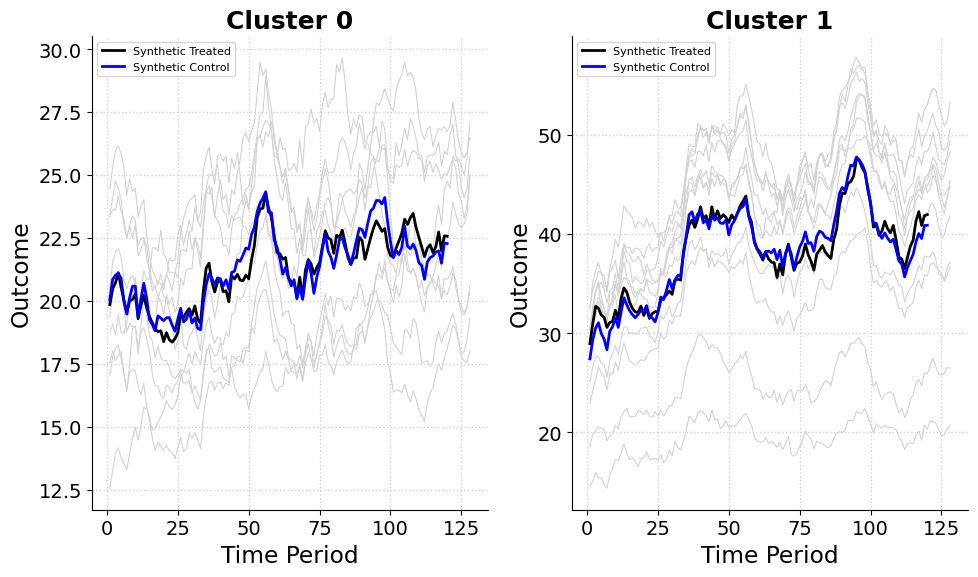 Cluster 0
Synthetic Treated
Synthetic Control
30.0
27.5
25.0
22.5
20.0
17.5
15.0
12.5
Outcome
0 25 50 75 100 125
Time Period
Cluster 1
Synthetic Treated
Synthetic Control
50
40
30
20
Outcome
0 25 50 75 100 125
Time Period